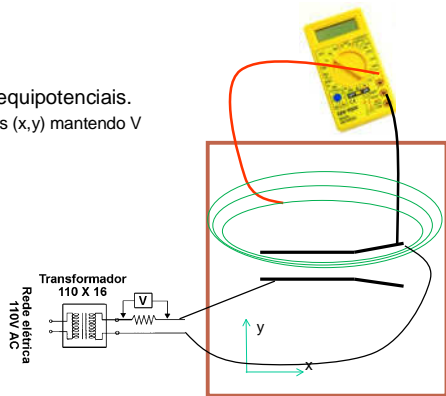 equipotenciais.
s (x,y) mantendo V
Transformador
110 X 16
V
Rede elétrica
110V AC
y
x